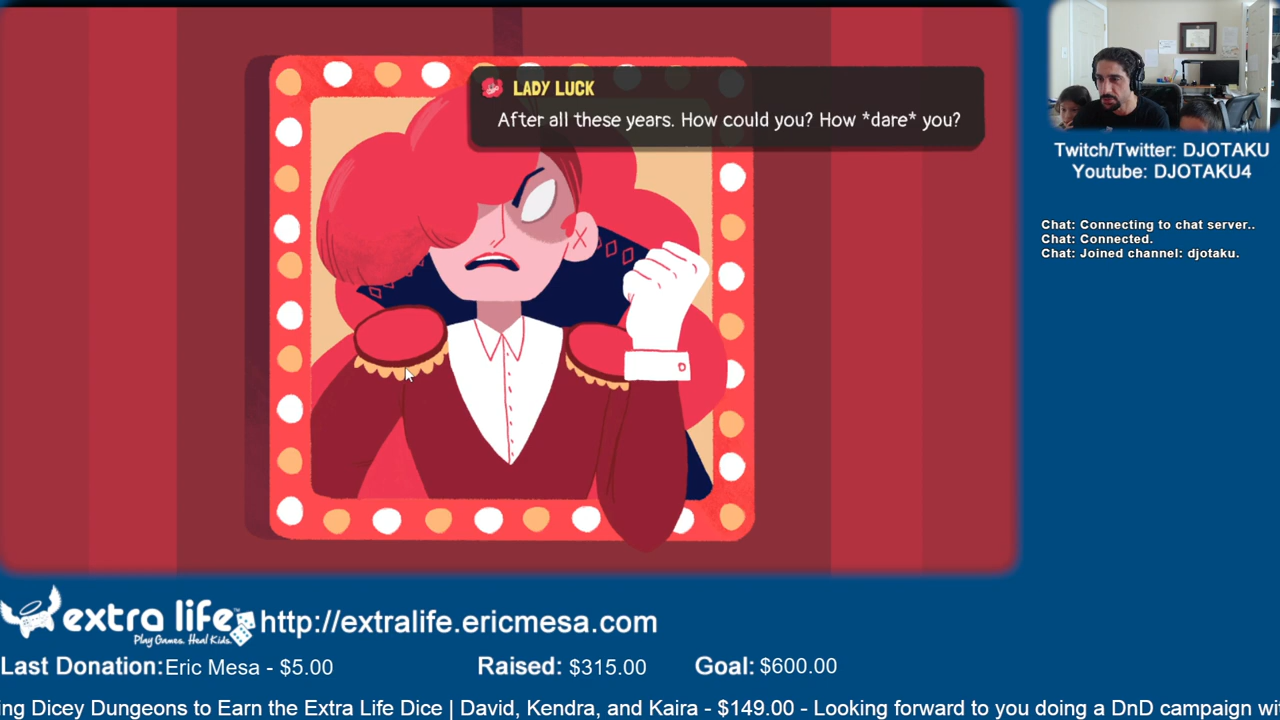 LADY LUCK
After all these years. How could you? How *dare* you?
Twitch/Twitter: DJOTAKU
Youtube: DJOTAKU4
Chat: Connecting to chat server..
Chat: Connected.
Chat: Joined channel: djotaku.
extra life
Play Games. Heal Kids.
http://extralife.ericmesa.com
Last Donation: Eric Mesa - $5.00
Raised: $315.00
Goal: $600.00
ing Dicey Dungeons to Earn the Extra Life Dice | David, Kendra, and Kaira - $149.00 - Looking forward to you doing a DnD campaign wi